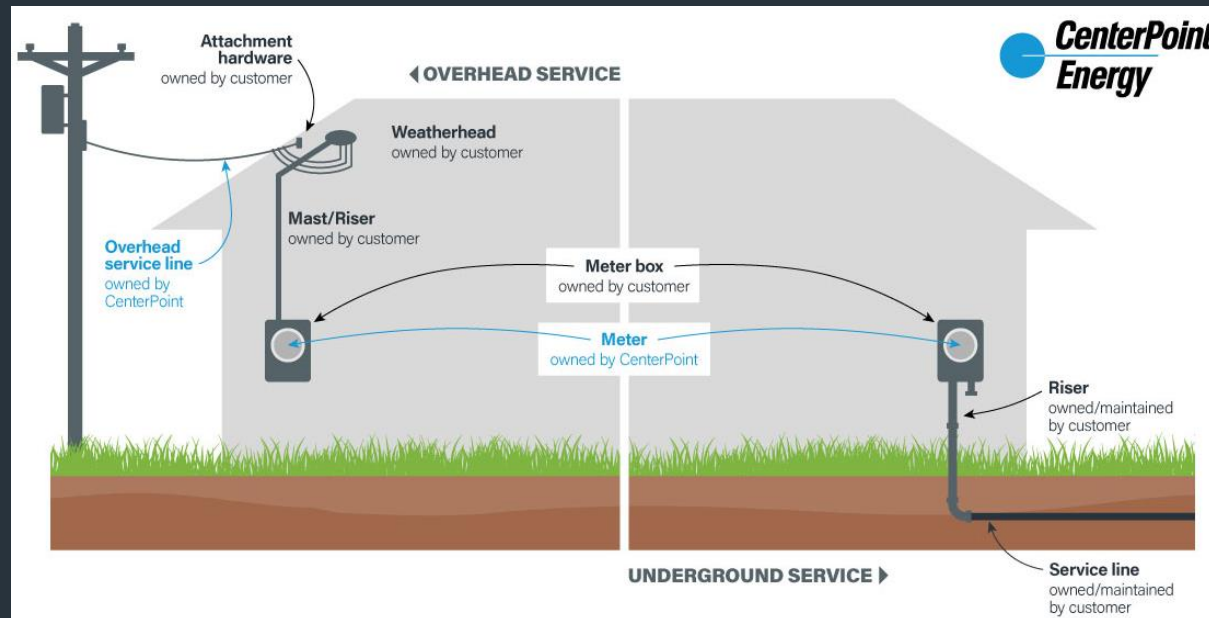 Attachment
hardware
owned by customer
OVERHEAD SERVICE
CenterPoint
Energy
Weatherhead
owned by customer
Mast/Riser
owned by customer
Overhead
service line
owned by
CenterPoint
Meter box
owned by customer
Meter
owned by CenterPoint
Riser
owned/maintained
by customer
UNDERGROUND SERVICE
Service line
owned/maintained
by customer